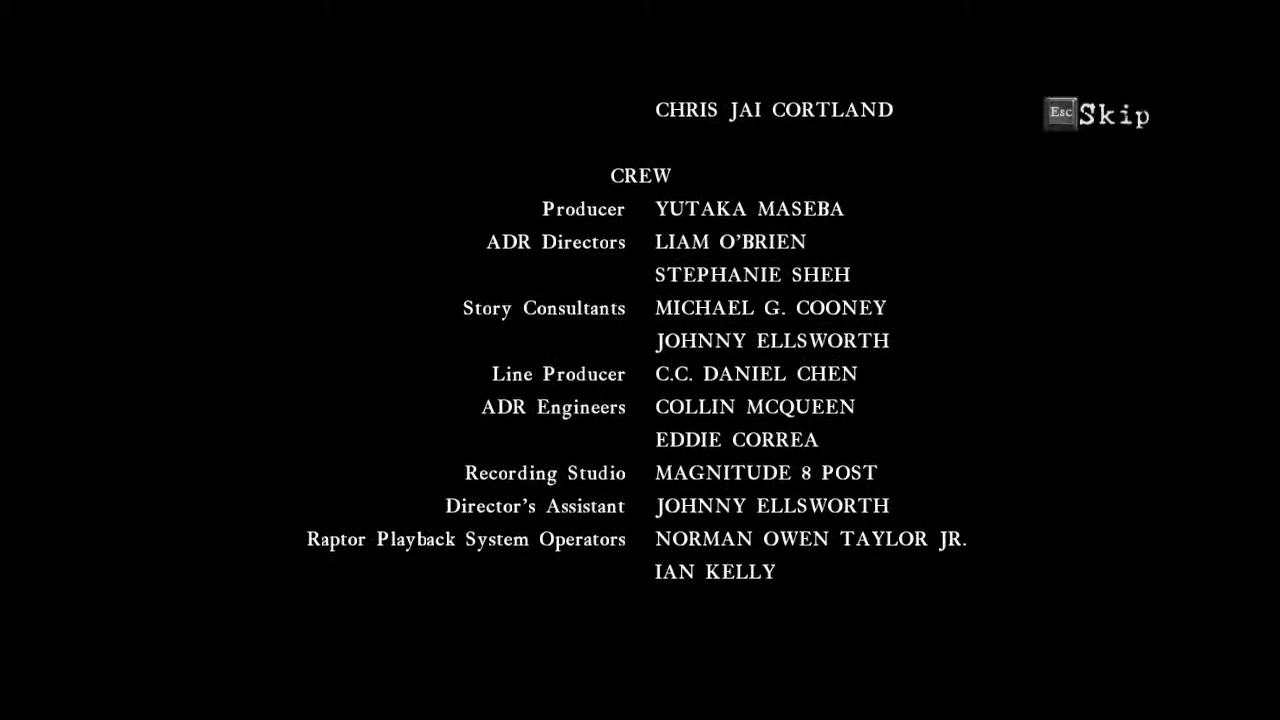 CHRIS JAI CORTLAND
Esc Skip
CREW
Producer YUTAKA MASEBA
ADR Directors LIAM O'BRIEN
STEPHANIE SHEH
Story Consultants MICHAEL G. COONEY
JOHNNY ELLSWORTH
Line Producer C.C. DANIEL CHEN
ADR Engineers COLLIN MCQUEEN
EDDIE CORREA
Recording Studio MAGNITUDE 8 POST
Director's Assistant JOHNNY ELLSWORTH
Raptor Playback System Operators NORMAN OWEN TAYLOR JR.
IAN KELLY